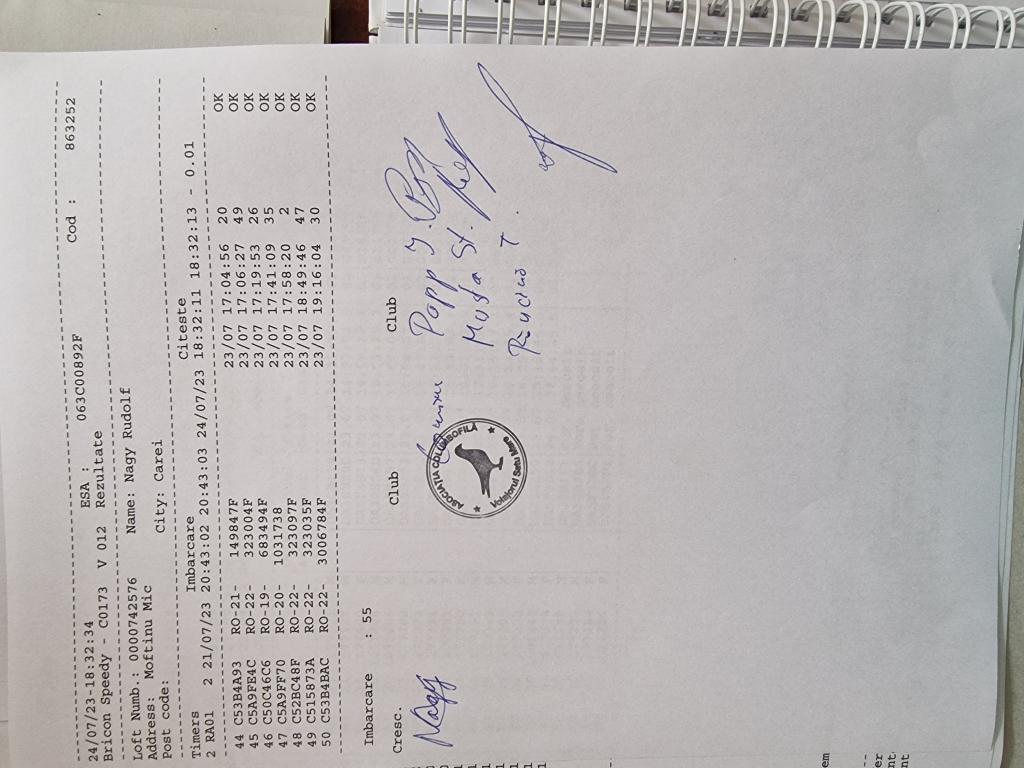 24/07/23-18:32:34 ESA : 063C00892F Cod : 863252
Bricon Speedy - C0173 V 012 Rezultate
Loft Numb.: 0000742576 Name: Nagy Rudolf
Address: Moftinu Mic City: Carei
Post code:
Timers Imbarcare Citeste
2 RA01 2 21/07/23 20:43:02 20:43:03 24/07/23 18:32:11 18:32:13 - 0.01
44 C53B4A93 RO-21- 149847F 23/07 17:04:56 20 OK
45 C5A9FE4C RO-22- 323004F 23/07 17:06:27 49 OK
46 C50C46C6 RO-19- 683494F 23/07 17:19:53 26 OK
47 C5A9FF70 RO-20- 1031738 23/07 17:41:09 35 OK
48 C52BC48F RO-22- 323097F 23/07 17:58:20 2 OK
49 C515873A RO-22- 323035F 23/07 18:49:46 47 OK
50 C53B4BAC RO-22- 3006784F 23/07 19:16:04 30 OK
Imbarcare : 55
Cresc. Club Club
Nagy
ASOCIAȚIA COLUMBOFILĂ
Voiajorul Satu Mare
Popp J.